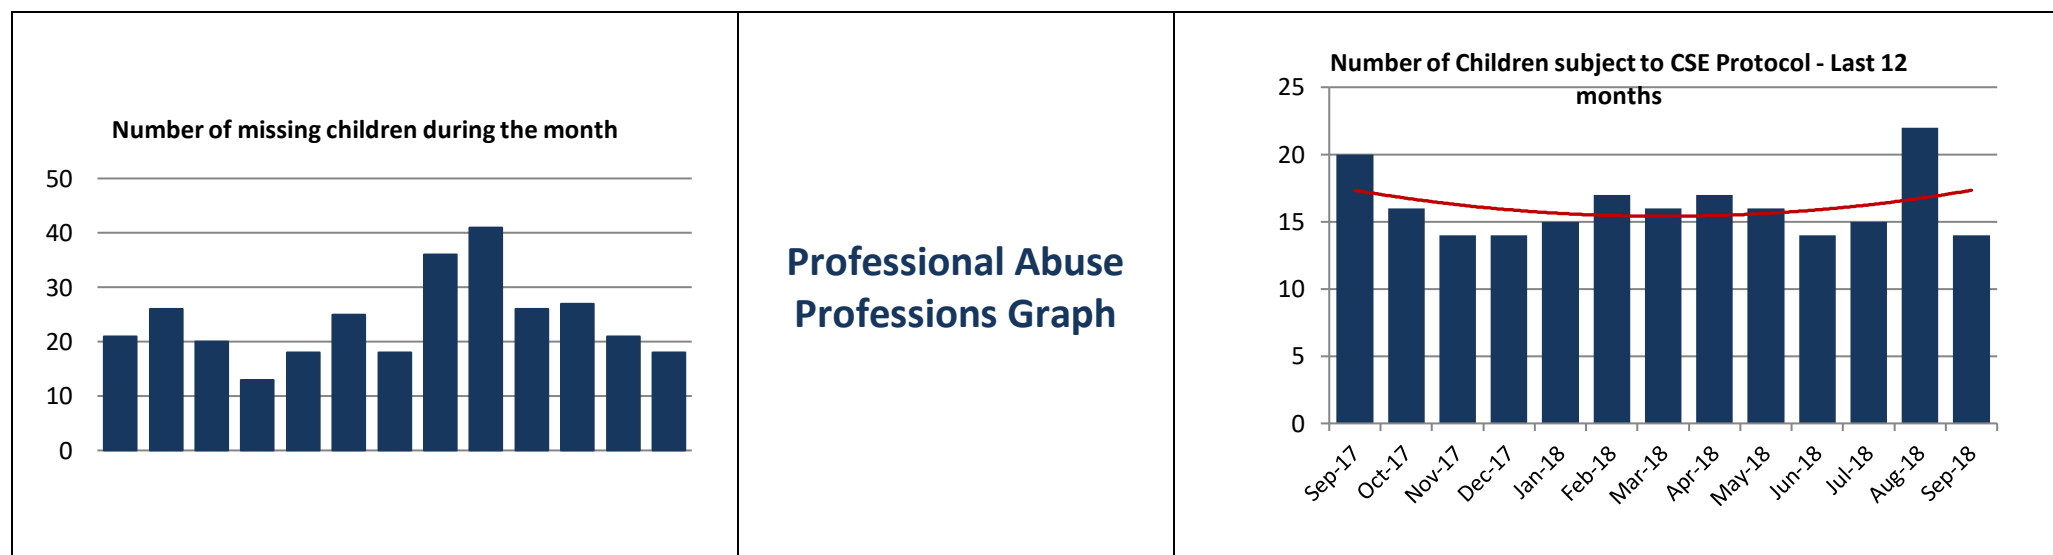 Number of missing children during the month
50
40
30
20
10
0
Professional Abuse
Professions Graph
Number of Children subject to CSE Protocol - Last 12
months
25
20
15
10
5
0
Sep-17
Oct-17
Nov-17
Dec-17
Jan-18
Feb-18
Mar-18
Apr-18
May-18
Jun-18
Jul-18
Aug-18
Sep-18